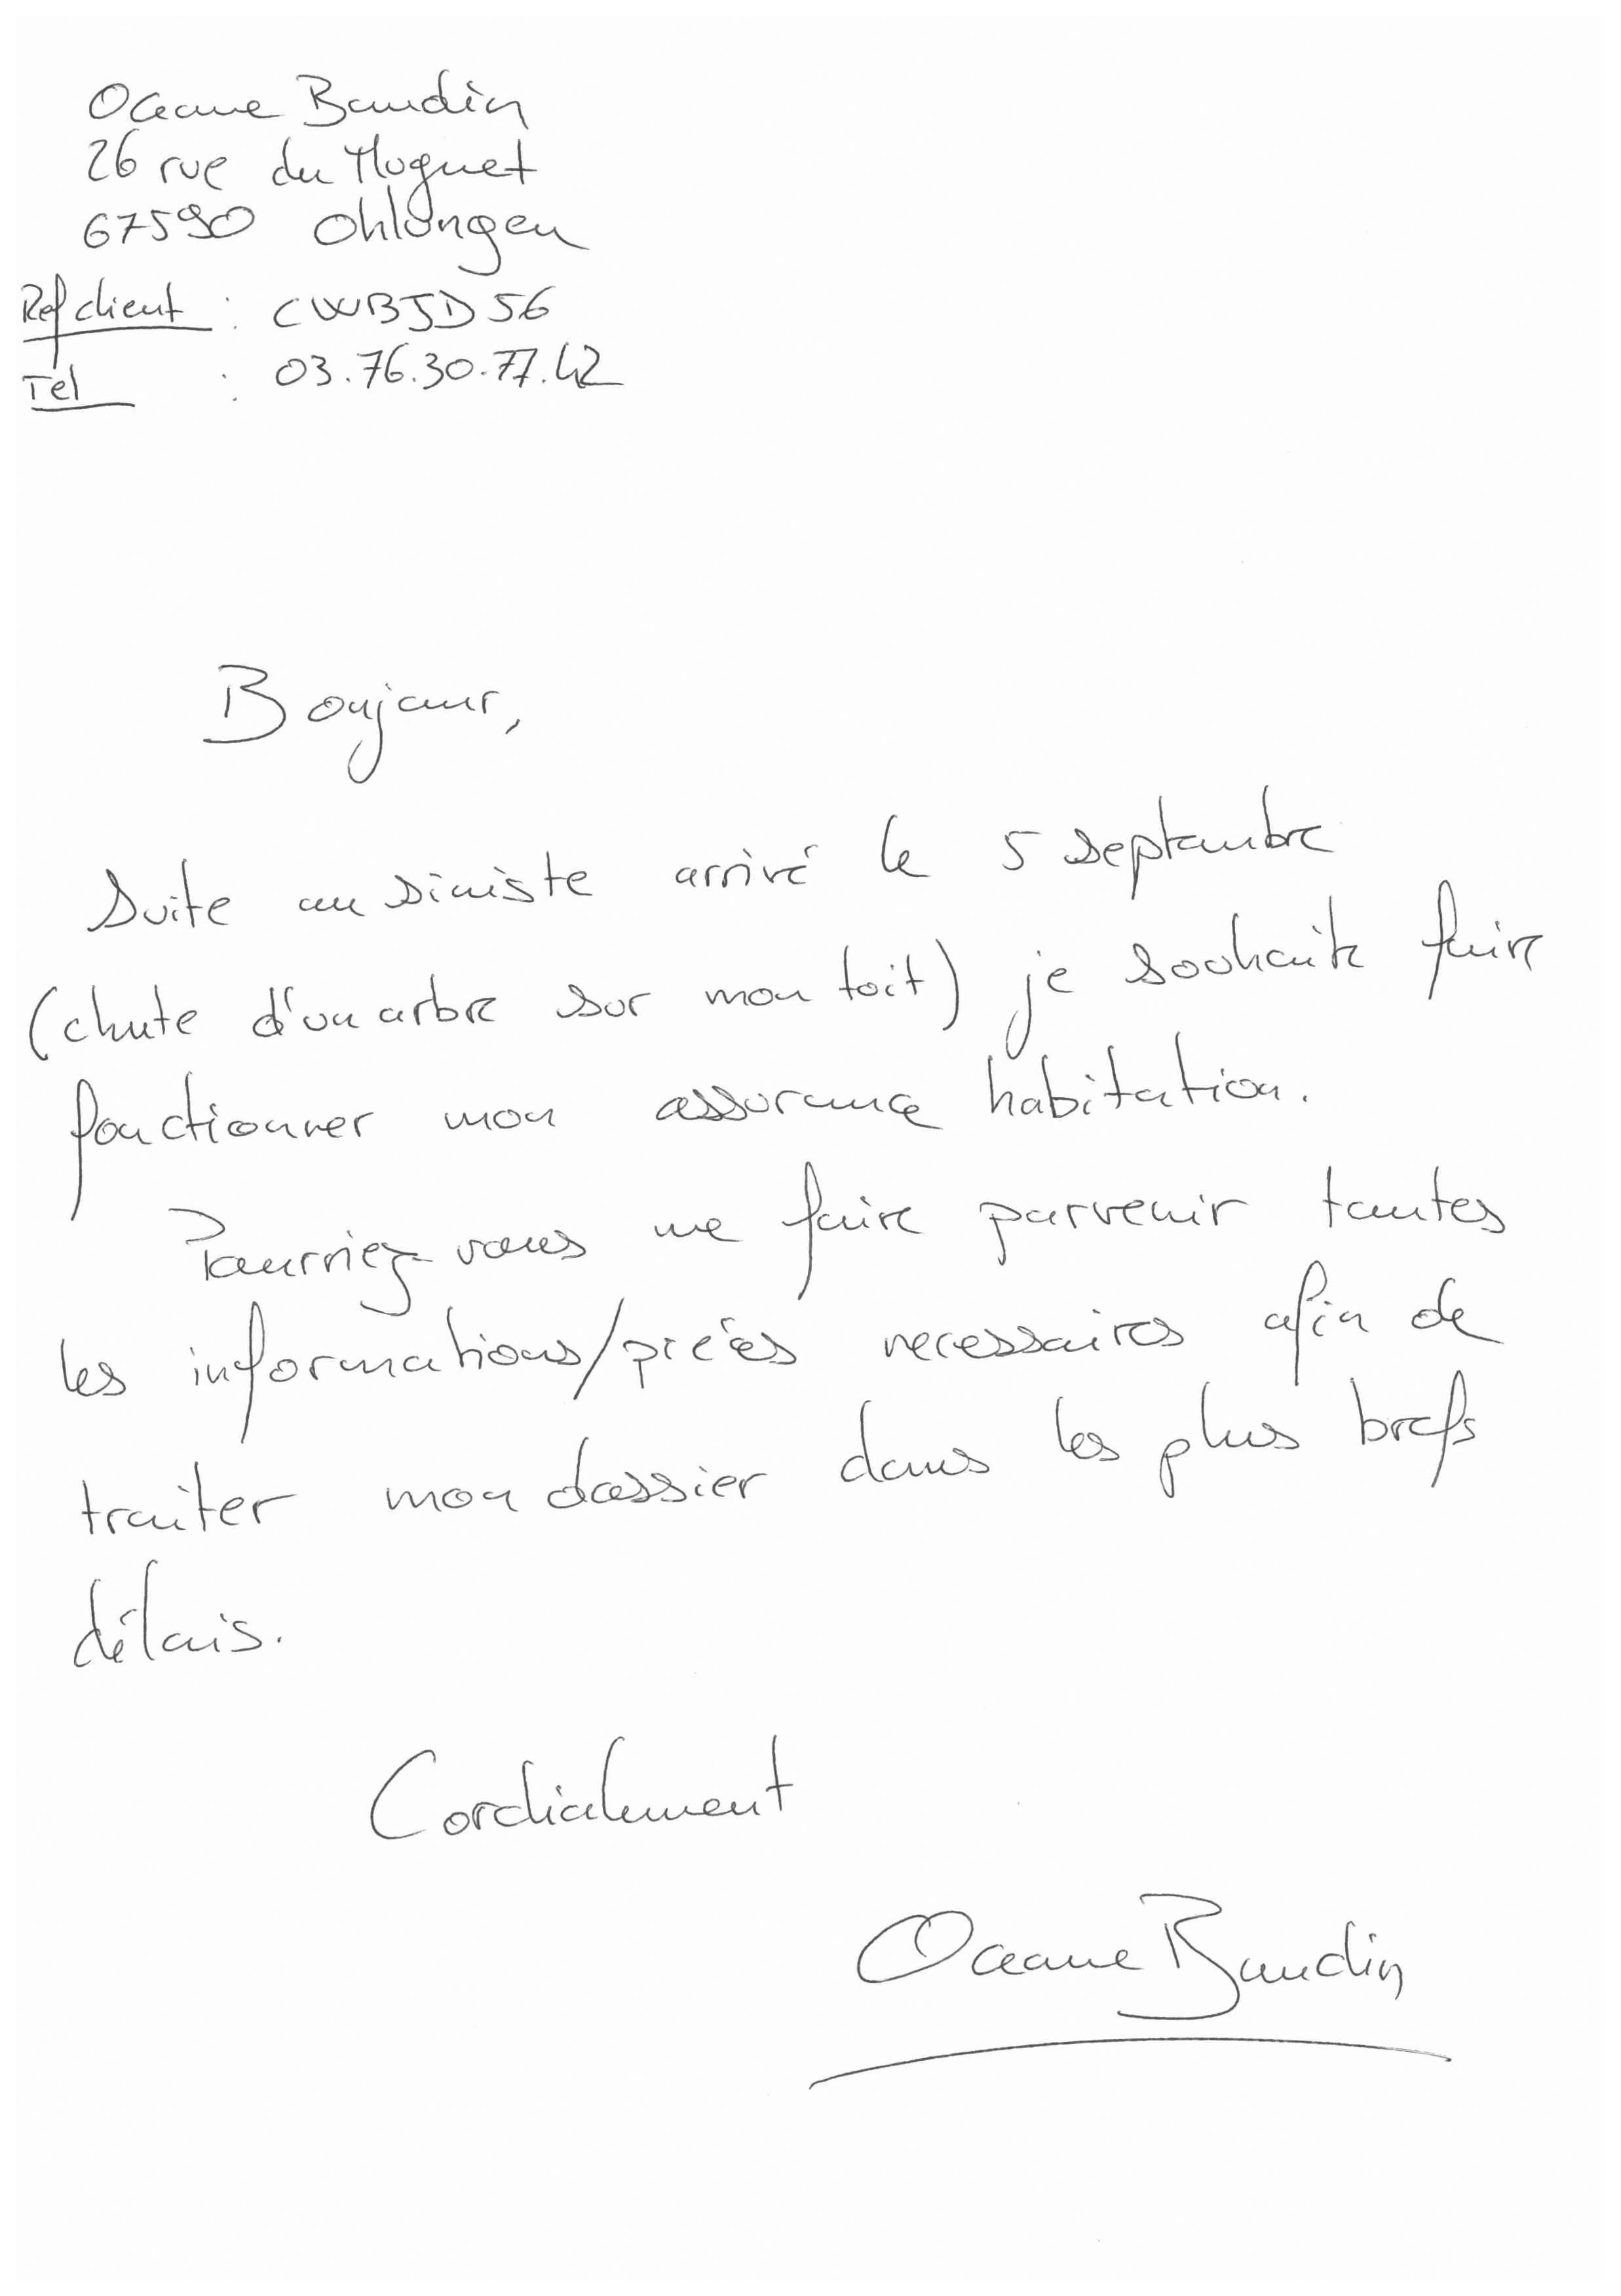 Oceane Baudin
26 rue du Muguet
67590 Ohlungen
Ref client : CWBJD56
Tel : 03.76.30.77.42
Bonjour,
Suite au siniste arrivé le 5 septembre
(chute d'un arbre sur mon toit) je souhaite faire
fonctionner mon assurance habitation.
Pourriez-vous me faire parvenir toutes
les informations/piéces necessaires afin de
traiter mon dossier dans les plus brefs
délais.
Cordialement
Oceane Baudin